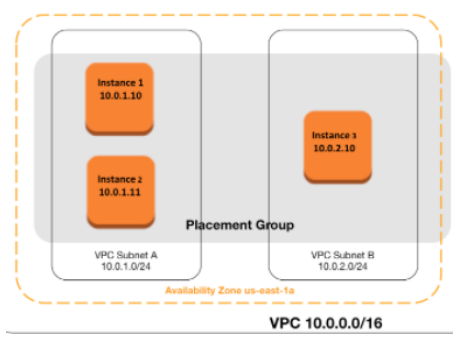 Instance 1
10.0.1.10
Instance 2
10.0.1.11
Instance 3
10.0.2.10
Placement Group
VPC Subnet A
10.0.1.0/24
VPC Subnet B
10.0.2.0/24
Availability Zone us-east-1a
VPC 10.0.0.0/16